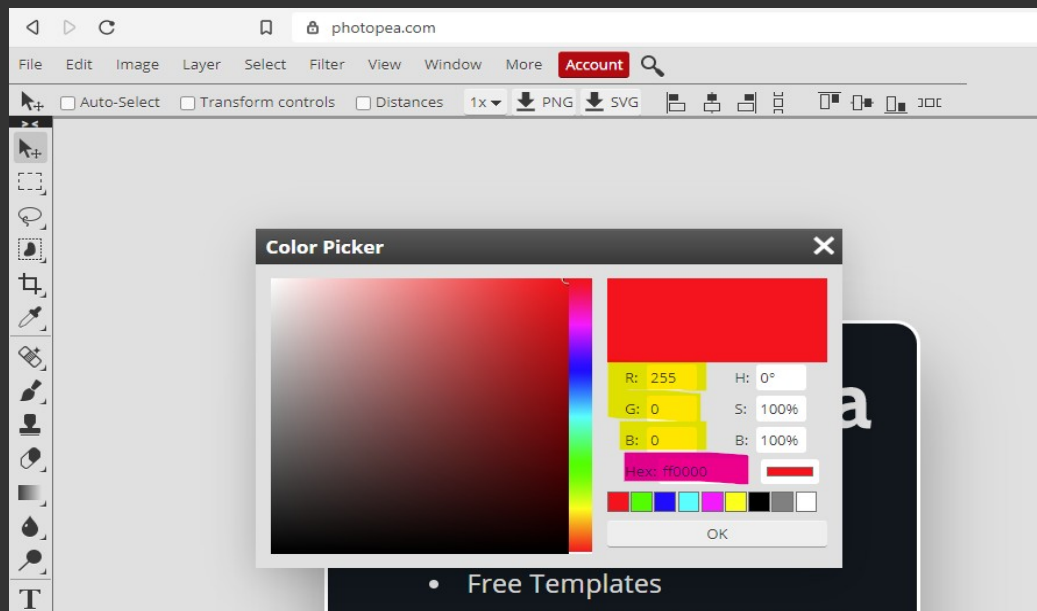 photopea.com
File Edit Image Layer Select Filter View Window More Account
Auto-Select Transform controls Distances 1x PNG SVG
Color Picker
a
R: 255 H: 0°
G: 0 S: 100%
B: 0 B: 100%
Hex: ff0000
OK
Free Templates
T